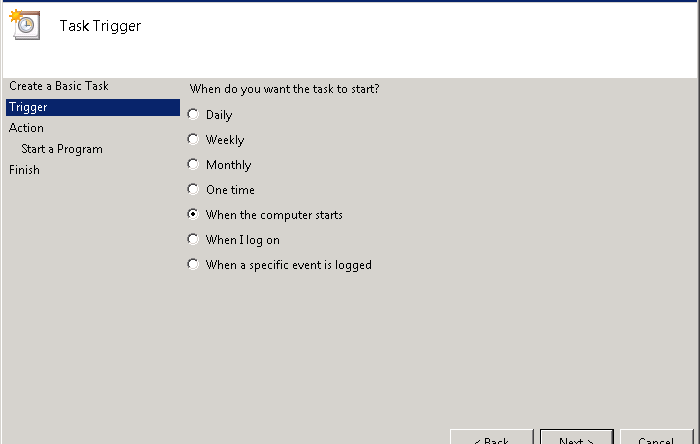 Task Trigger
Create a Basic Task
Trigger
Action
Start a Program
Finish
When do you want the task to start?
Daily
Weekly
Monthly
One time
When the computer starts
When I log on
When a specific event is logged
< Back
Next >
Cancel